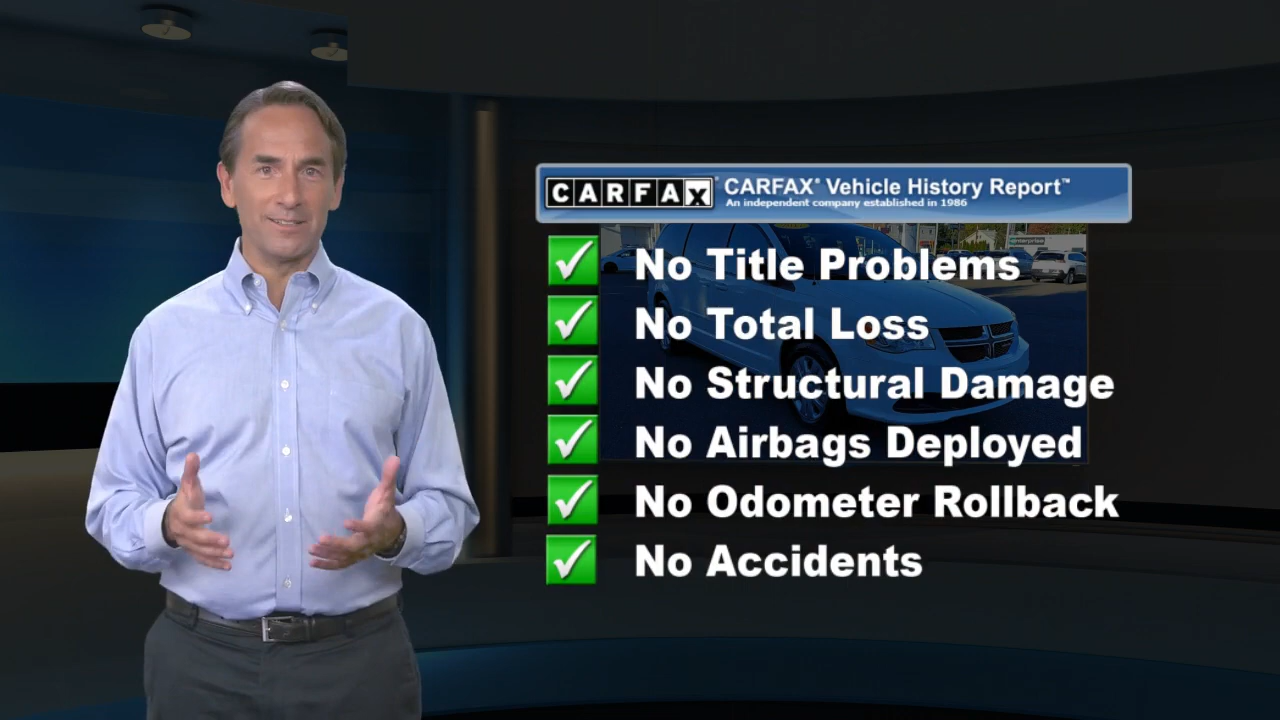 CARFAX
CARFAX® Vehicle History Report™
An independent company established in 1986
enterprise
No Title Problems
No Total Loss
No Structural Damage
No Airbags Deployed
No Odometer Rollback
No Accidents